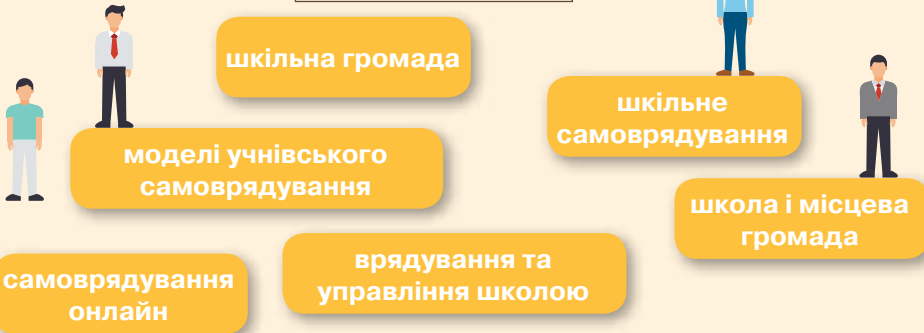 шкільна громада
шкільне
самоврядування
моделі учнівського
самоврядування
школа і місцева
громада
врядування та
управління школою
самоврядування
онлайн